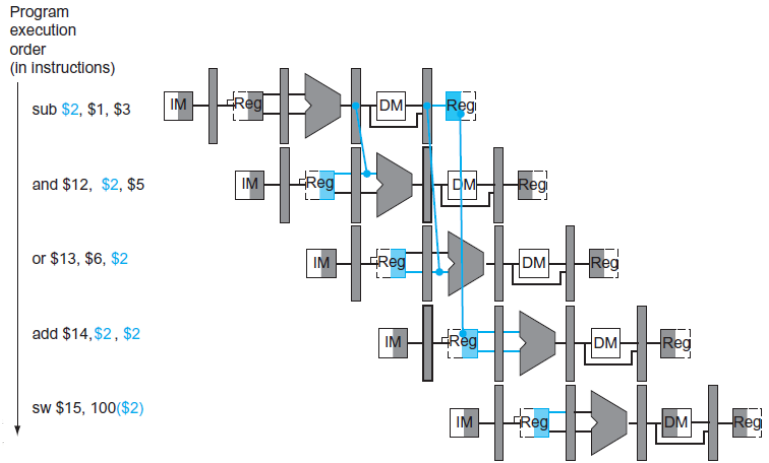 Program
execution
order
(in instructions)
sub $2, $1, $3
IM Reg DM Reg
and $12, $2, $5
IM Reg DM Reg
or $13, $6, $2
IM Reg DM Reg
add $14,$2 , $2
IM Reg DM Reg
sw $15, 100($2)
IM Reg DM Reg